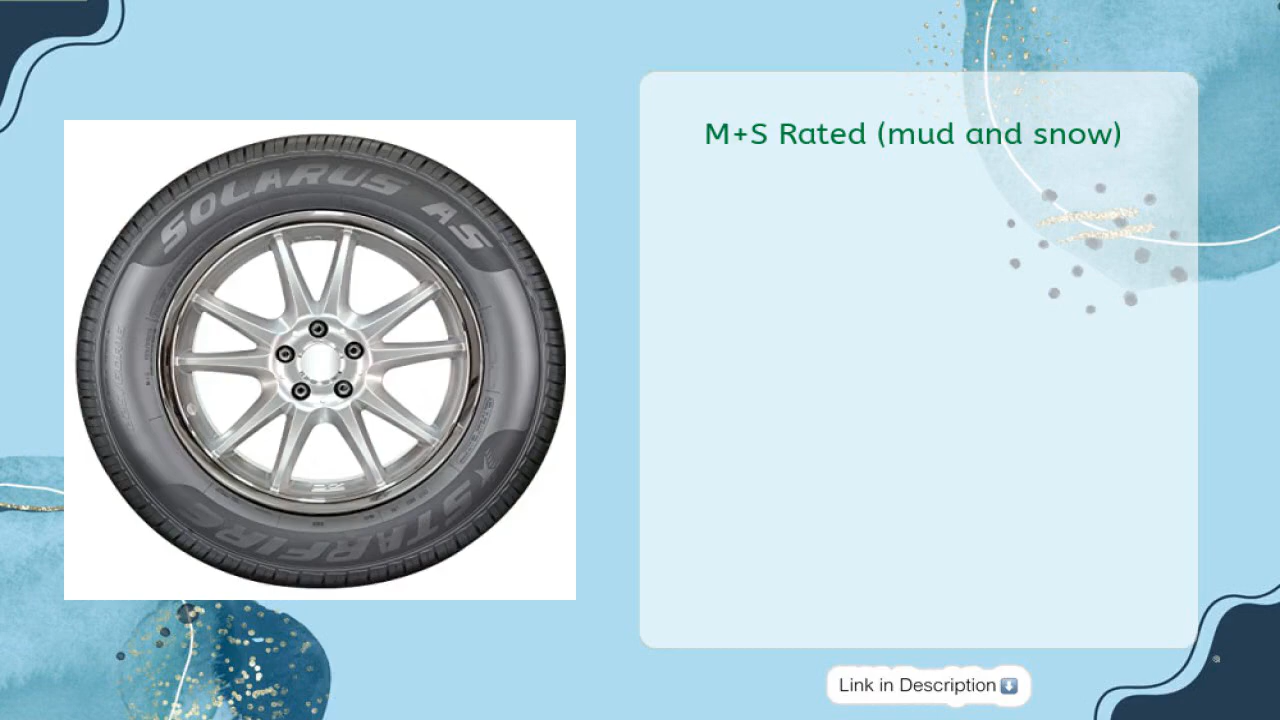 SOLARUS AS
STARFIRE
M+S Rated (mud and snow)
Link in Description